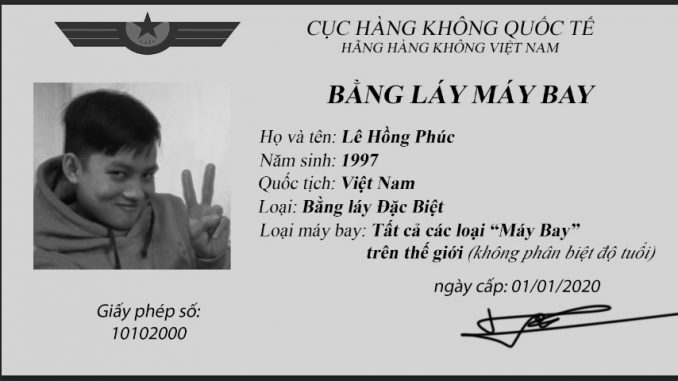 CỤC HÀNG KHÔNG QUỐC TẾ
HÃNG HÀNG KHÔNG VIỆT NAM
BẰNG LÁY MÁY BAY
Họ và tên: Lê Hồng Phúc
Năm sinh: 1997
Quốc tịch: Việt Nam
Loại: Bằng láy Đặc Biệt
Loại máy bay: Tất cả các loại “Máy Bay”
trên thế giới (không phân biệt độ tuổi)
ngày cấp: 01/01/2020
Giấy phép số:
10102000